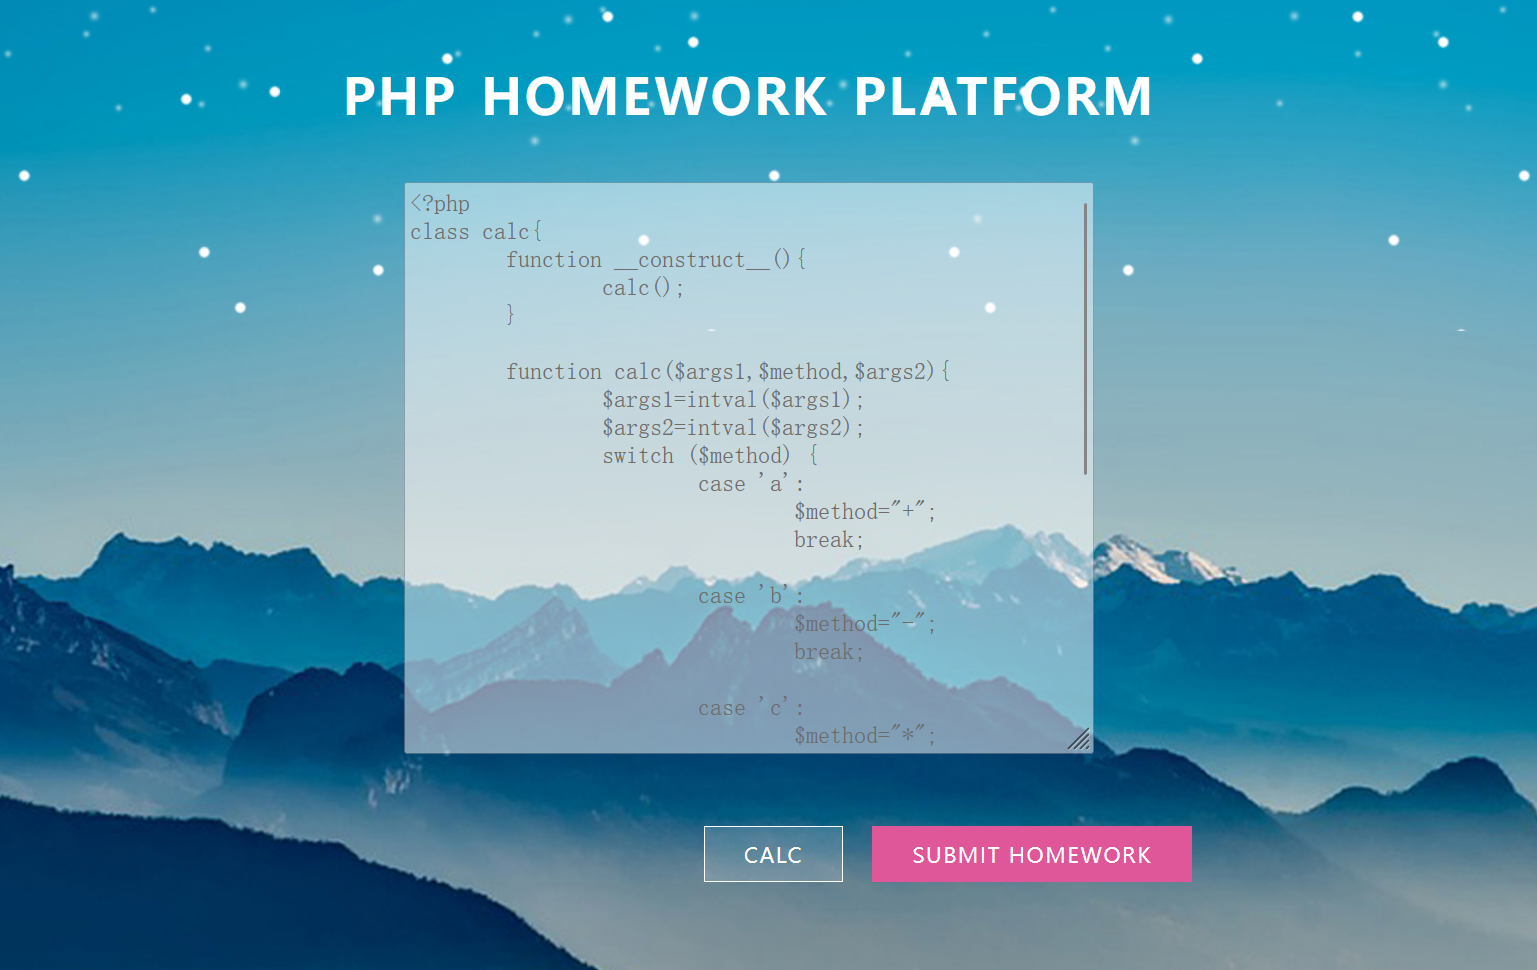 PHP HOMEWORK PLATFORM
<?php
class calc{
        function __construct__(){
                calc();
        }

        function calc($args1,$method,$args2){
                $args1=intval($args1);
                $args2=intval($args2);
                switch ($method) {
                        case 'a':
                                $method="+";
                                break;

                        case 'b':
                                $method="-";
                                break;

                        case 'c':
                                $method="*";
CALC
SUBMIT HOMEWORK